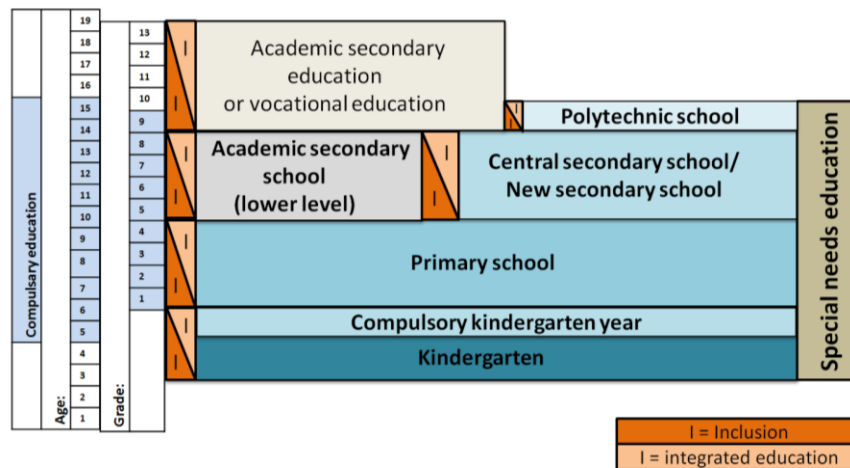 19
18
17
16
15
14
13
12
11
10
9
8
7
6
5
4
3
2
1
13
12
11
10
9
8
7
6
5
4
3
2
1
Compulsary education
Age:
Grade:
I
I
Academic secondary
education
or vocational education
I
I
Polytechnic school
I
I
Academic secondary
school
(lower level)
I
I
Central secondary school/
New secondary school
I
I
Primary school
I
I
Compulsory kindergarten year
Kindergarten
Special needs education
I = Inclusion
I = integrated education